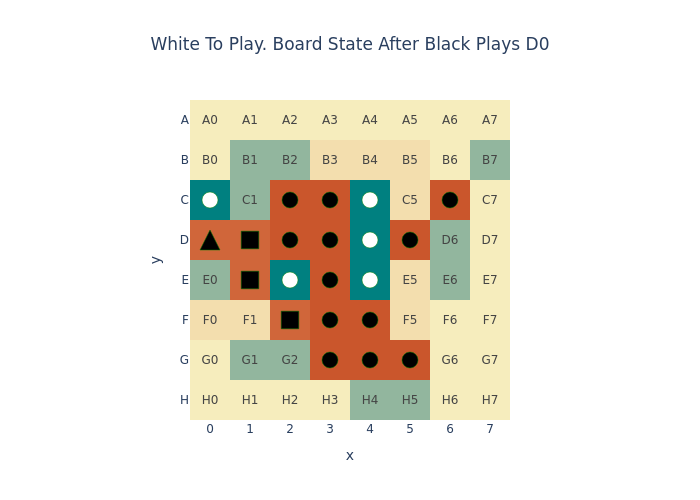 White To Play. Board State After Black Plays D0
A A0 A1 A2 A3 A4 A5 A6 A7
B B0 B1 B2 B3 B4 B5 B6 B7
C C1 C5 C7
D D6 D7
E E0 E5 E6 E7
F F0 F1 F5 F6 F7
G G0 G1 G2 G6 G7
H H0 H1 H2 H3 H4 H5 H6 H7
0 1 2 3 4 5 6 7
x
y